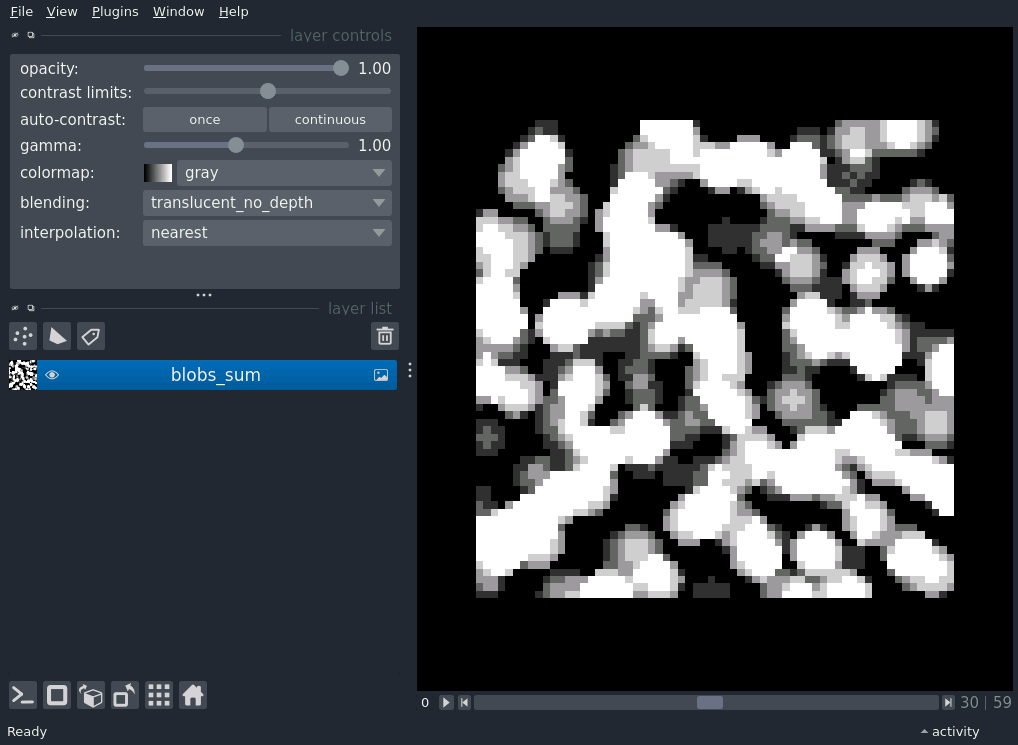 File View Plugins Window Help
layer controls
opacity: 1.00
contrast limits:
auto-contrast: once continuous
gamma: 1.00
colormap: gray
blending: translucent_no_depth
interpolation: nearest
layer list
blobs_sum
0 30 | 59
Ready activity